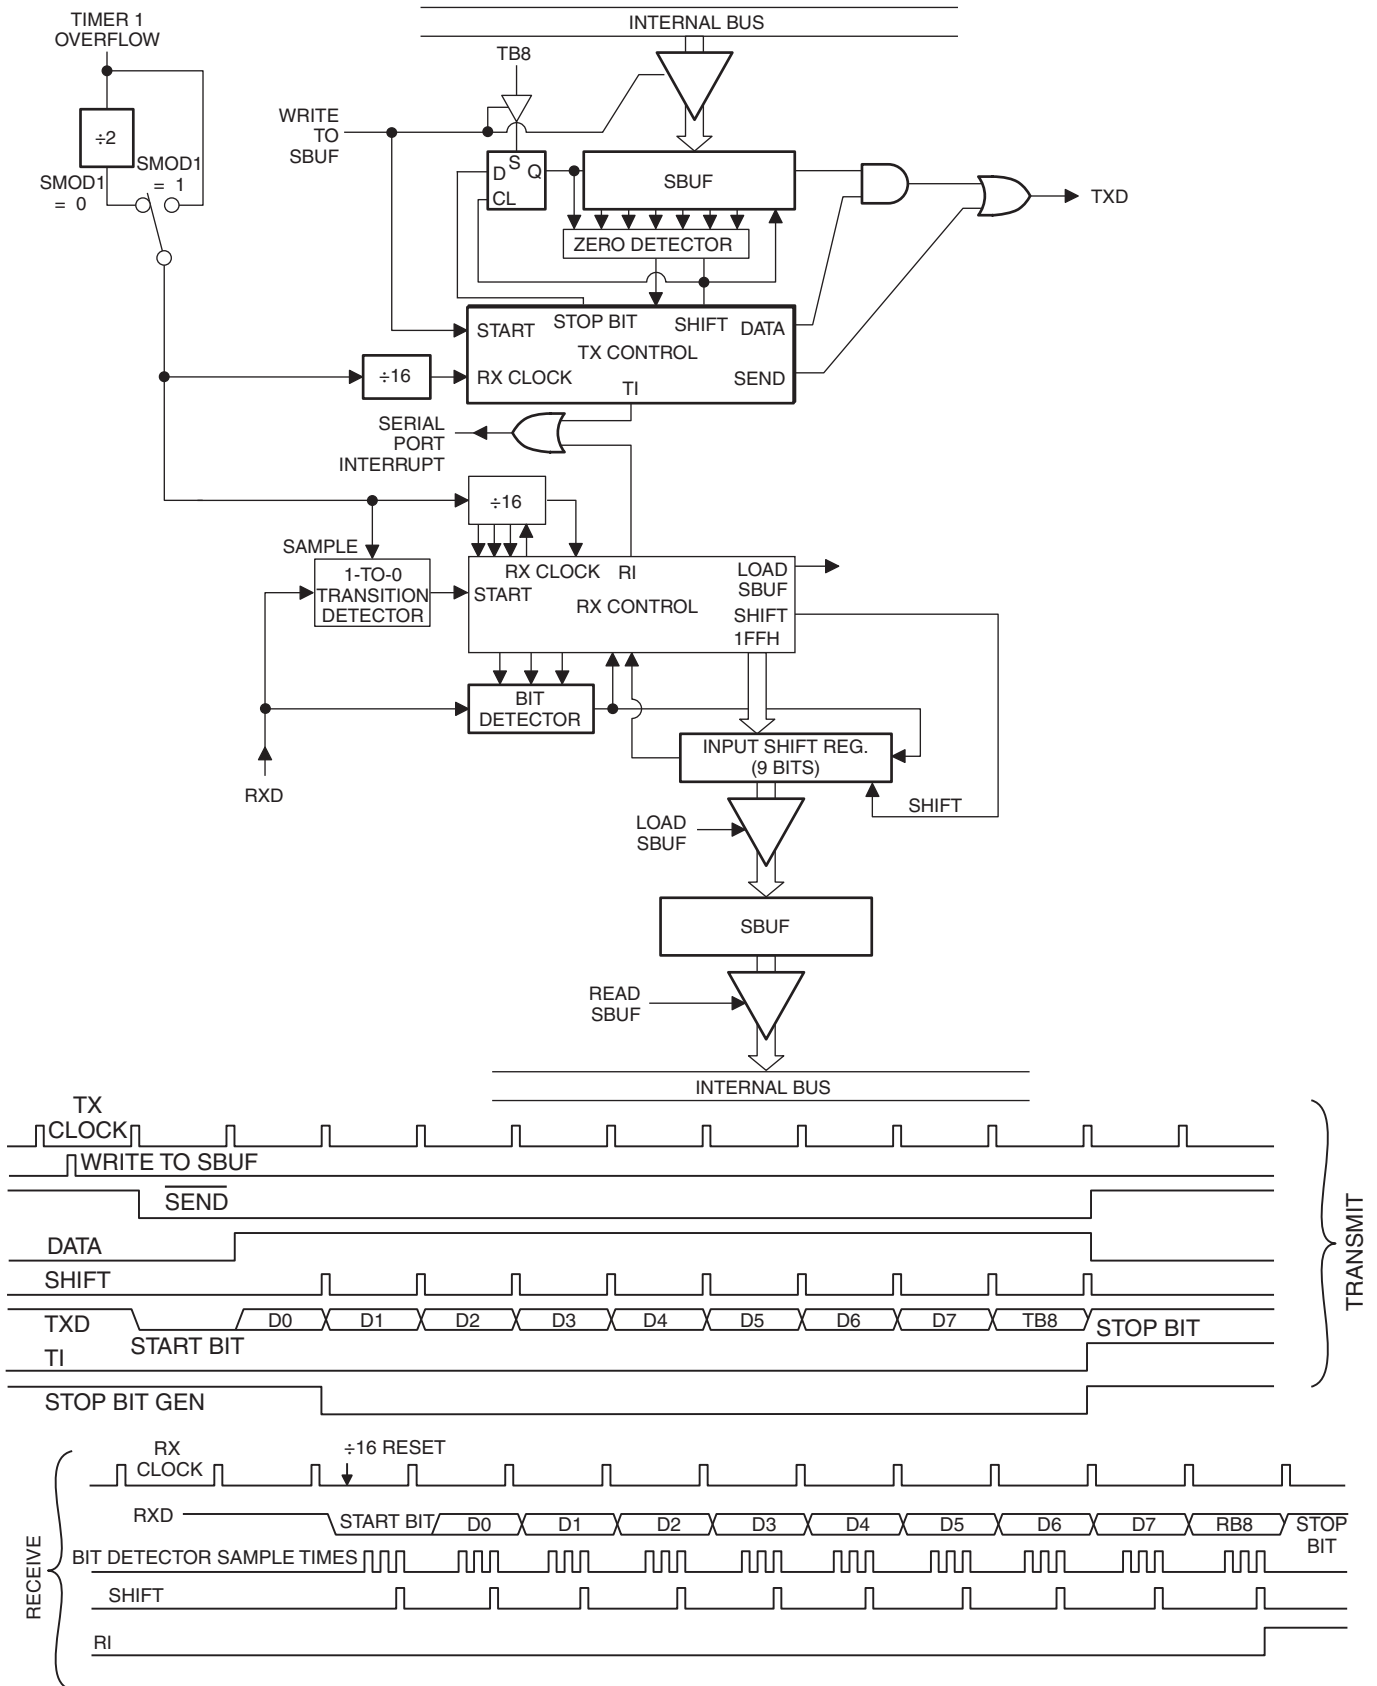 TIMER 1
OVERFLOW
INTERNAL BUS
TB8
WRITE
TO
SBUF
÷2
SMOD1
= 1
SMOD1
= 0
S
D
Q
CL
SBUF
TXD
ZERO DETECTOR
STOP BIT
SHIFT
DATA
START
TX CONTROL
÷16
RX CLOCK
TI
SEND
SERIAL
PORT
INTERRUPT
÷16
SAMPLE
1-TO-0
TRANSITION
DETECTOR
RX CLOCK
RI
LOAD
SBUF
START
RX CONTROL
SHIFT
1FFH
BIT
DETECTOR
INPUT SHIFT REG.
(9 BITS)
RXD
SHIFT
LOAD
SBUF
SBUF
READ
SBUF
INTERNAL BUS
TX
CLOCK
WRITE TO SBUF
SEND
DATA
SHIFT
TXD
D0 D1 D2 D3 D4 D5 D6 D7 TB8
START BIT
STOP BIT
TI
STOP BIT GEN
TRANSMIT
RX
CLOCK
÷16 RESET
RXD
START BIT D0 D1 D2 D3 D4 D5 D6 D7 RB8 STOP
BIT
BIT DETECTOR SAMPLE TIMES
SHIFT
RI
RECEIVE